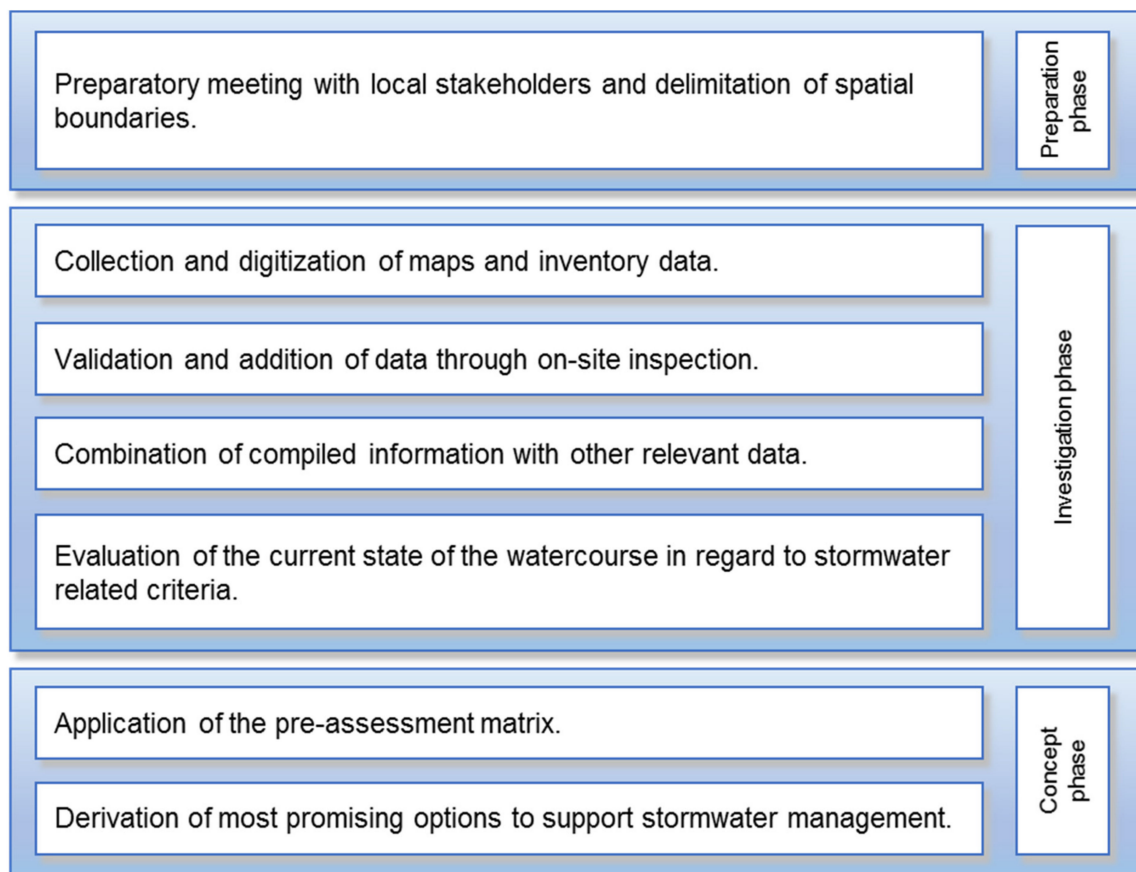 Preparatory meeting with local stakeholders and delimitation of spatial
boundaries.
Preparation
phase
Collection and digitization of maps and inventory data.
Validation and addition of data through on-site inspection.
Combination of compiled information with other relevant data.
Evaluation of the current state of the watercourse in regard to stormwater
related criteria.
Investigation phase
Application of the pre-assessment matrix.
Derivation of most promising options to support stormwater management.
Concept
phase